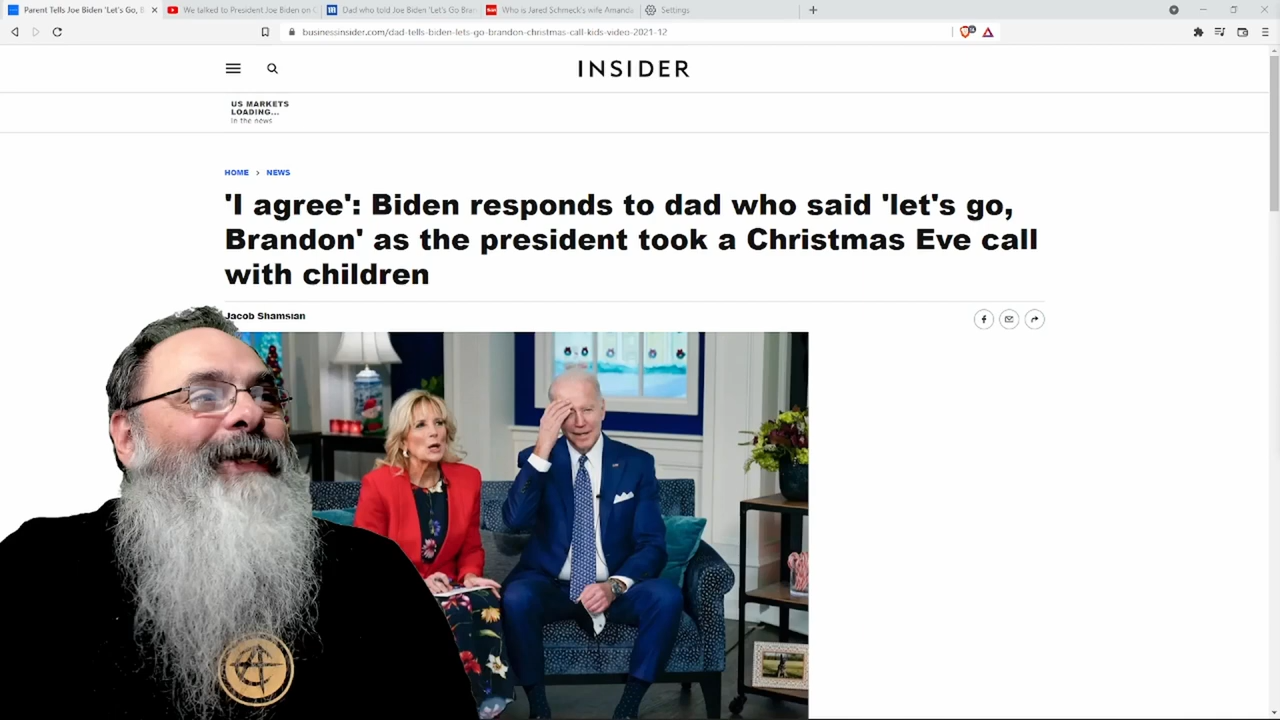 Parent Tells Joe Biden 'Let's Go, B
We talked to President Joe Biden on C
Dad who told Joe Biden 'Let's Go Bran
Who is Jared Schmeck's wife Amanda
Settings
businessinsider.com/dad-tells-biden-lets-go-brandon-christmas-call-kids-video-2021-12
INSIDER
US MARKETS
LOADING...
In the news
HOME > NEWS
'I agree': Biden responds to dad who said 'let's go,
Brandon' as the president took a Christmas Eve call
with children
Jacob Shamsian